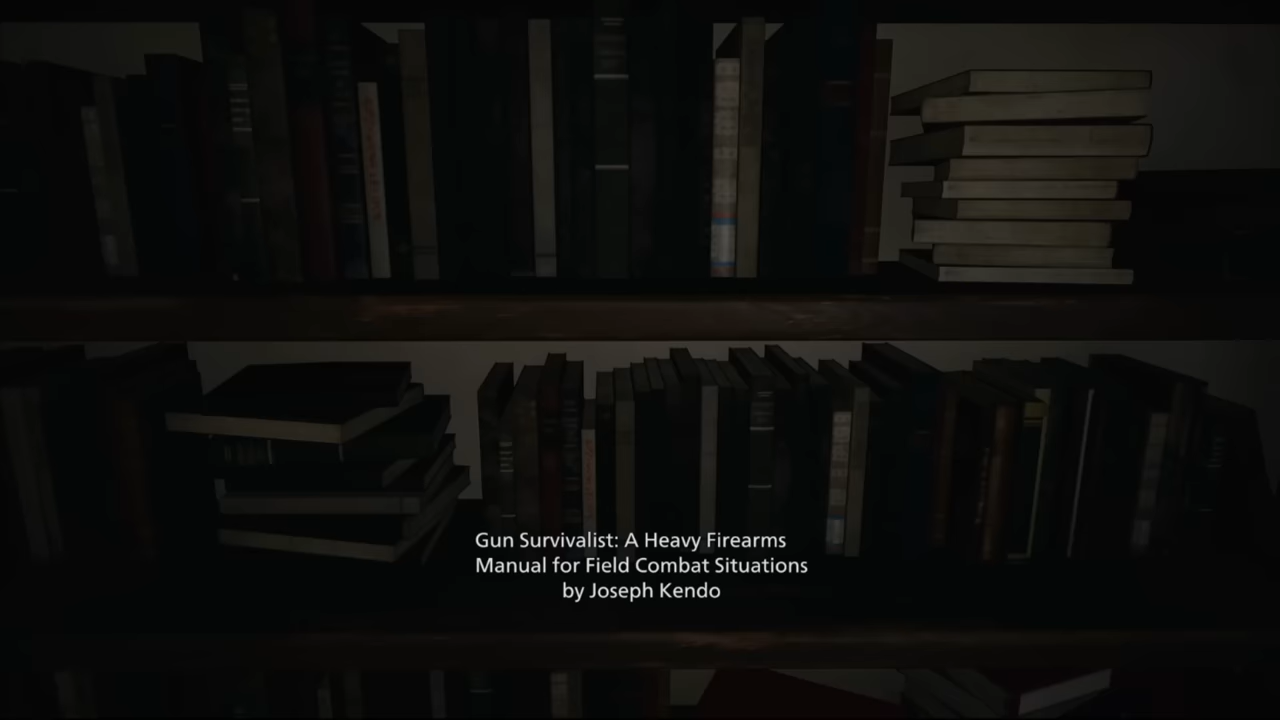 Gun Survivalist: A Heavy Firearms
Manual for Field Combat Situations
by Joseph Kendo